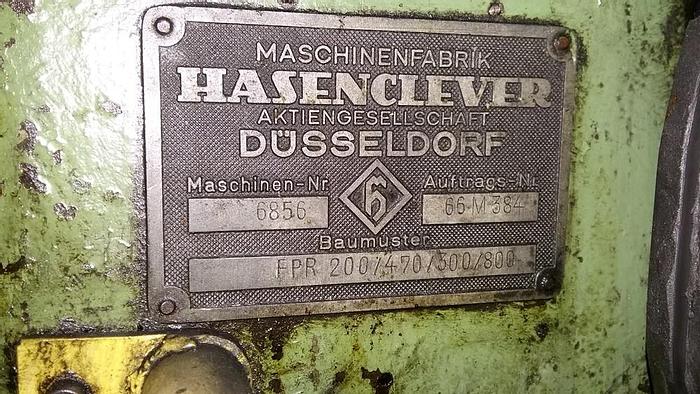 MASCHINENFABRIK
HASENCLEVER
AKTIENGESELLSCHAFT
DÜSSELDORF
Maschinen-Nr Auftrags-Nr.
6856 66-M 384
Baumuster
FPR 200/470/300/800